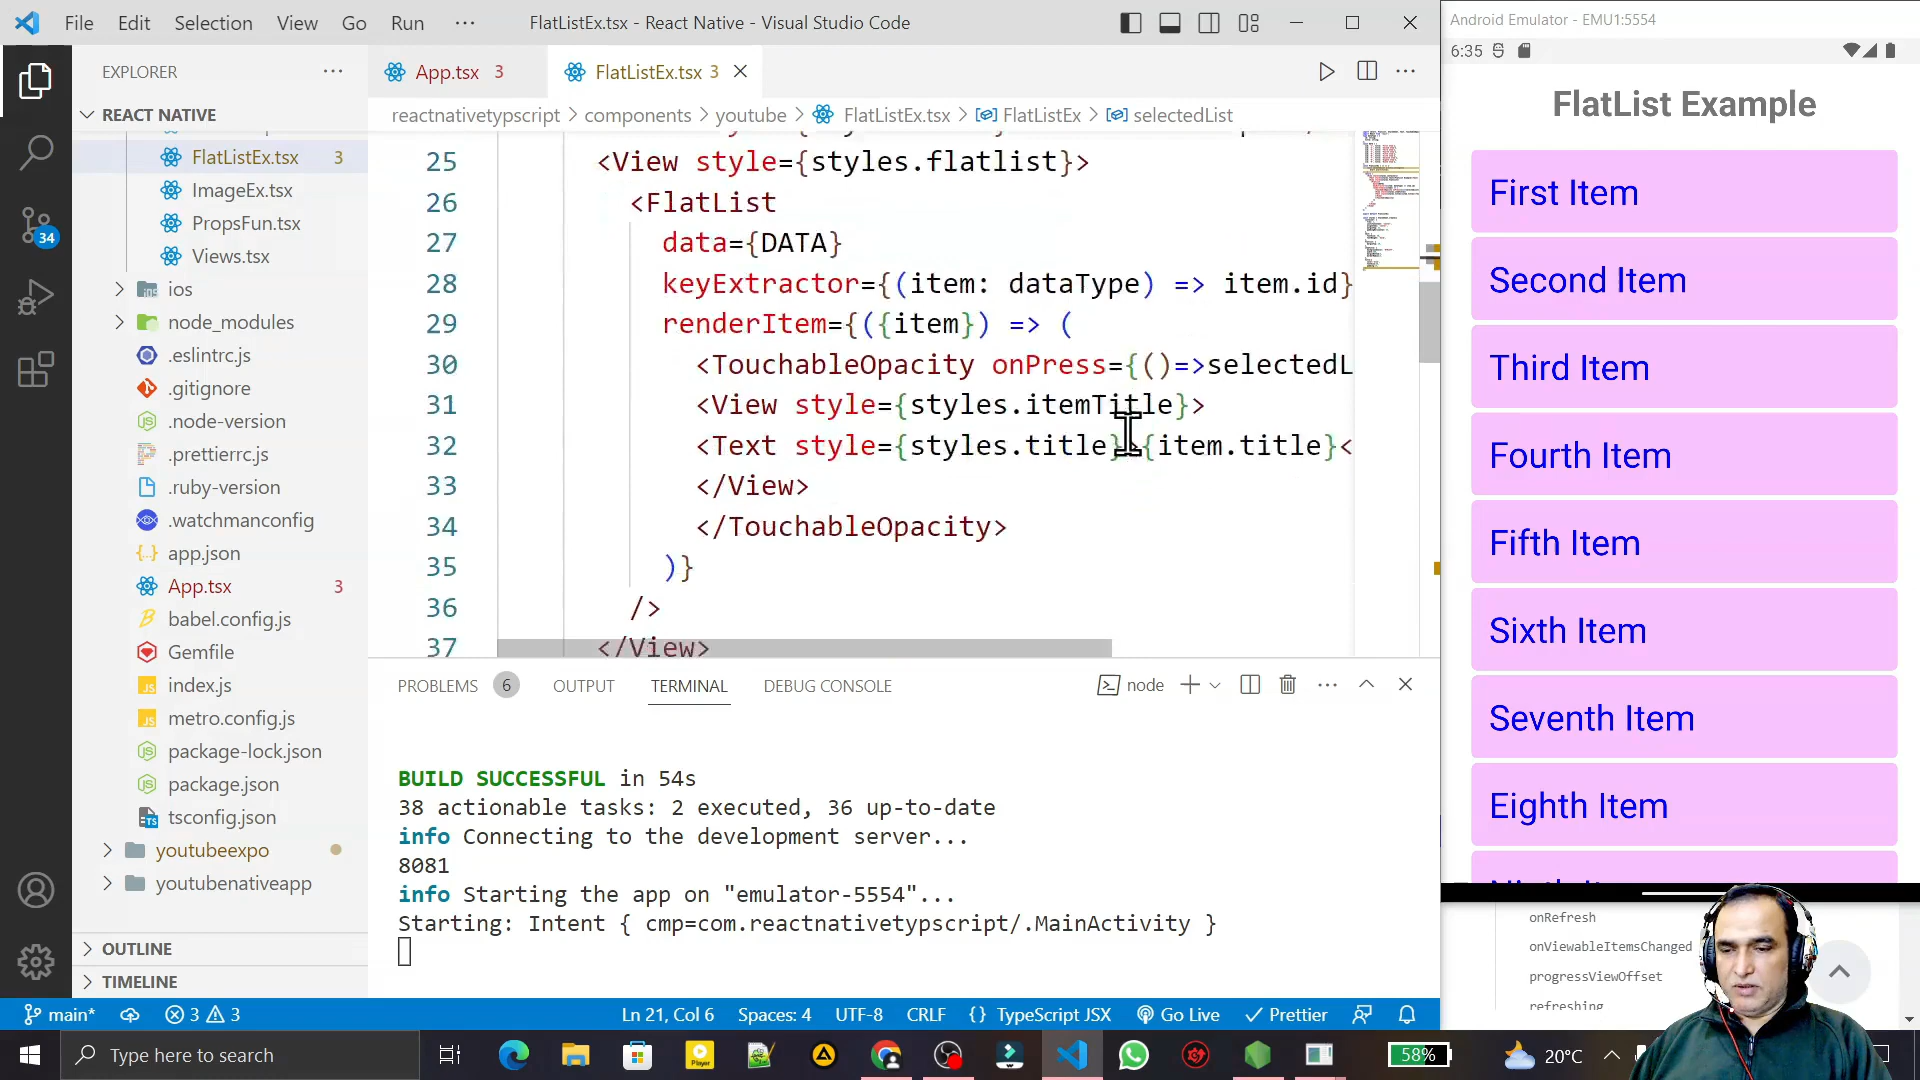 File Edit Selection View Go Run ··· FlatListEx.tsx - React Native - Visual Studio Code
Android Emulator - EMU1:5554
EXPLORER
App.tsx 3
FlatListEx.tsx 3
6:35
REACT NATIVE
reactnativetypscript > components > youtube > FlatListEx.tsx > FlatListEx > selectedList
FlatListEx.tsx 3
ImageEx.tsx
PropsFun.tsx
Views.tsx
ios
node_modules
.eslintrc.js
.gitignore
.node-version
.prettierrc.js
.ruby-version
.watchmanconfig
app.json
App.tsx 3
babel.config.js
Gemfile
index.js
metro.config.js
package-lock.json
package.json
tsconfig.json
youtubeexpo
youtubenativeapp
OUTLINE
TIMELINE
34
25 <View style={styles.flatlist}>
26 <FlatList
27 data={DATA}
28 keyExtractor={(item: dataType) => item.id}
29 renderItem={({item}) => (
30 <TouchableOpacity onPress={()=>selectedL
31 <View style={styles.itemTitle}>
32 <Text style={styles.title}>{item.title}<
33 </View>
34 </TouchableOpacity>
35 )}
36 />
37 </View>
PROBLEMS 6 OUTPUT TERMINAL DEBUG CONSOLE
node
BUILD SUCCESSFUL in 54s
38 actionable tasks: 2 executed, 36 up-to-date
info Connecting to the development server...
8081
info Starting the app on "emulator-5554"...
Starting: Intent { cmp=com.reactnativetypscript/.MainActivity }
FlatList Example
First Item
Second Item
Third Item
Fourth Item
Fifth Item
Sixth Item
Seventh Item
Eighth Item
onRefresh
onViewableItemsChanged
progressViewOffset
refreshing
main* 3 3 Ln 21, Col 6 Spaces: 4 UTF-8 CRLF {} TypeScript JSX Go Live Prettier
Type here to search
Player
58%
20°C